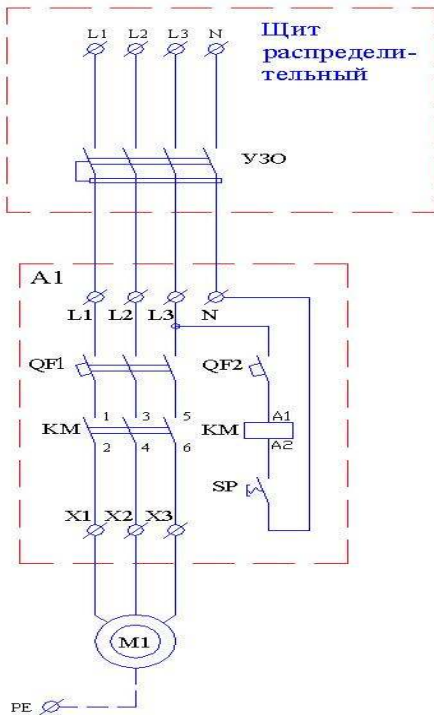 L1 L2 L3 N
Щит
распредели-
тельный
УЗО
A1
L1 L2 L3 N
QF1
QF2
KM 1 3 5
2 4 6
KM A1
A2
SP
X1 X2 X3
M1
PE